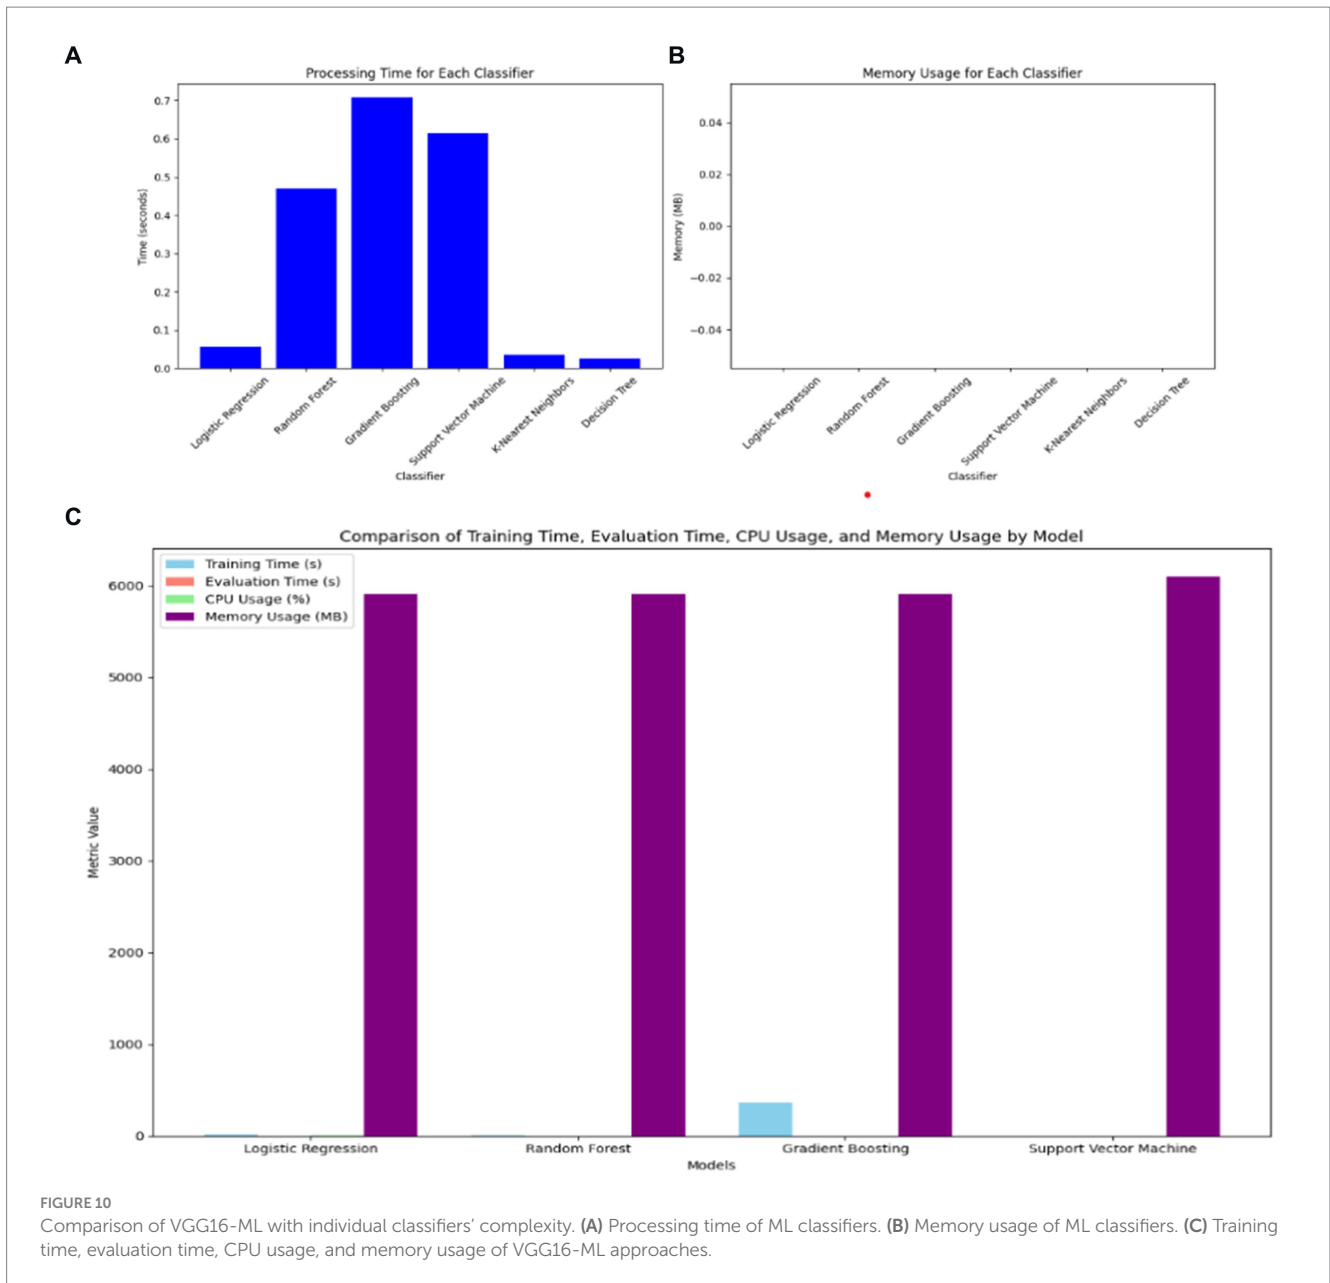 A
Processing Time for Each Classifier
0.7
0.6
0.5
0.4
0.3
0.2
0.1
0.0
Time (seconds)
Logistic Regression
Random Forest
Gradient Boosting
Support Vector Machine
K-Nearest Neighbors
Decision Tree
Classifier
B
Memory Usage for Each Classifier
0.04
0.02
0.00
−0.02
−0.04
Memory (MB)
Logistic Regression
Random Forest
Gradient Boosting
Support Vector Machine
K-Nearest Neighbors
Decision Tree
Classifier
C
Comparison of Training Time, Evaluation Time, CPU Usage, and Memory Usage by Model
Training Time (s)
Evaluation Time (s)
CPU Usage (%)
Memory Usage (MB)
6000
5000
4000
3000
2000
1000
0
Metric Value
Logistic Regression
Random Forest
Gradient Boosting
Support Vector Machine
Models
FIGURE 10
Comparison of VGG16-ML with individual classifiers’ complexity. (A) Processing time of ML classifiers. (B) Memory usage of ML classifiers. (C) Training
time, evaluation time, CPU usage, and memory usage of VGG16-ML approaches.